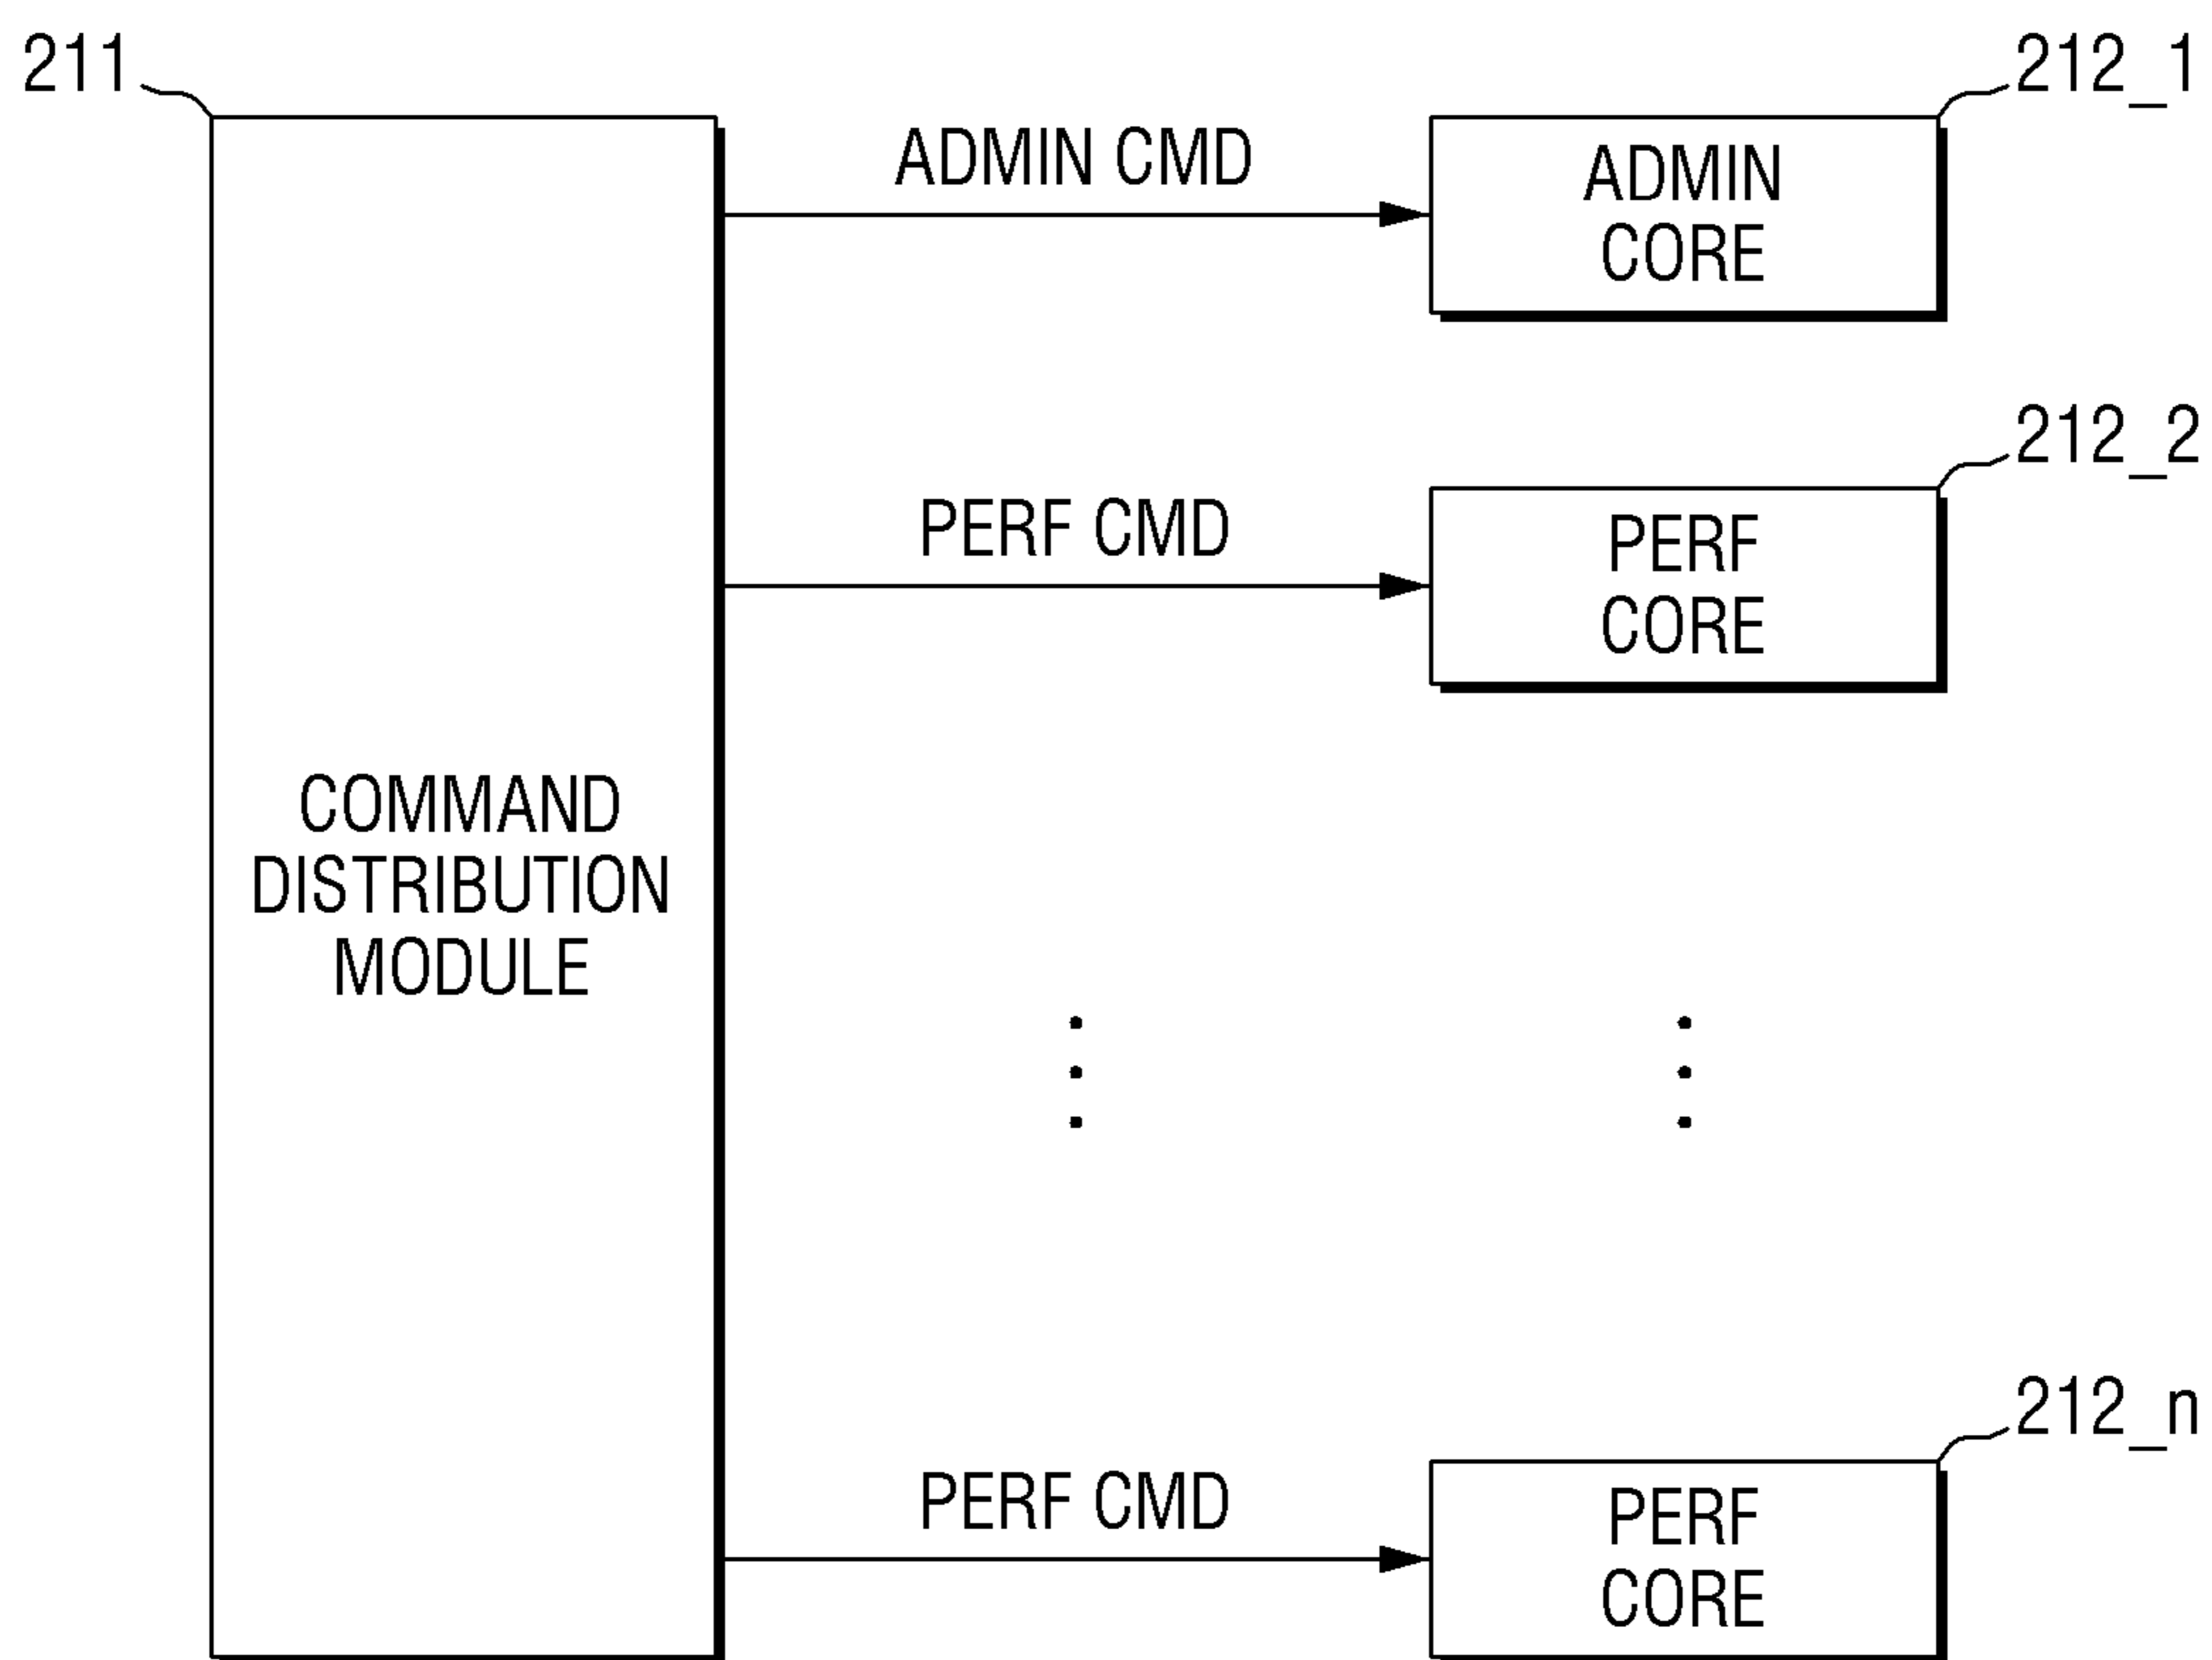 211
212_1
ADMIN CMD
ADMIN
CORE
212_2
PERF CMD
PERF
CORE
COMMAND
DISTRIBUTION
MODULE
212_n
PERF CMD
PERF
CORE